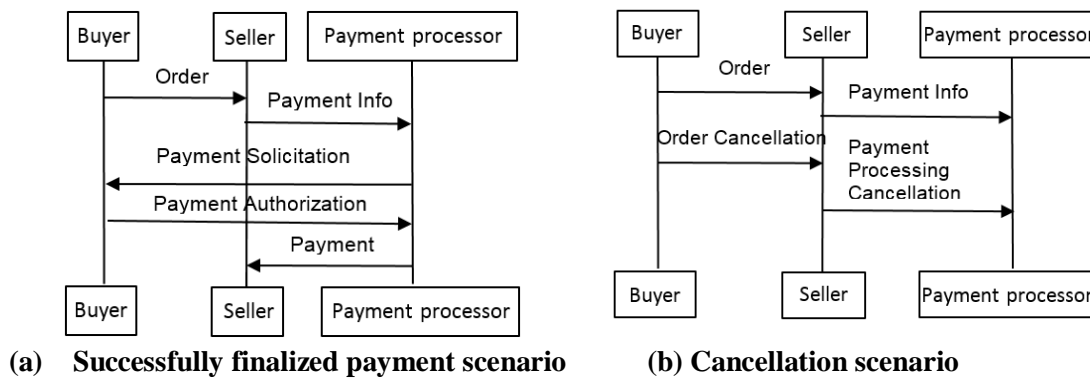 Buyer
Seller
Payment processor
Order
Payment Info
Payment Solicitation
Payment Authorization
Payment
Buyer
Seller
Payment processor
(a) Successfully finalized payment scenario
Buyer
Seller
Payment processor
Order
Payment Info
Order Cancellation
Payment
Processing
Cancellation
Buyer
Seller
Payment processor
(b) Cancellation scenario